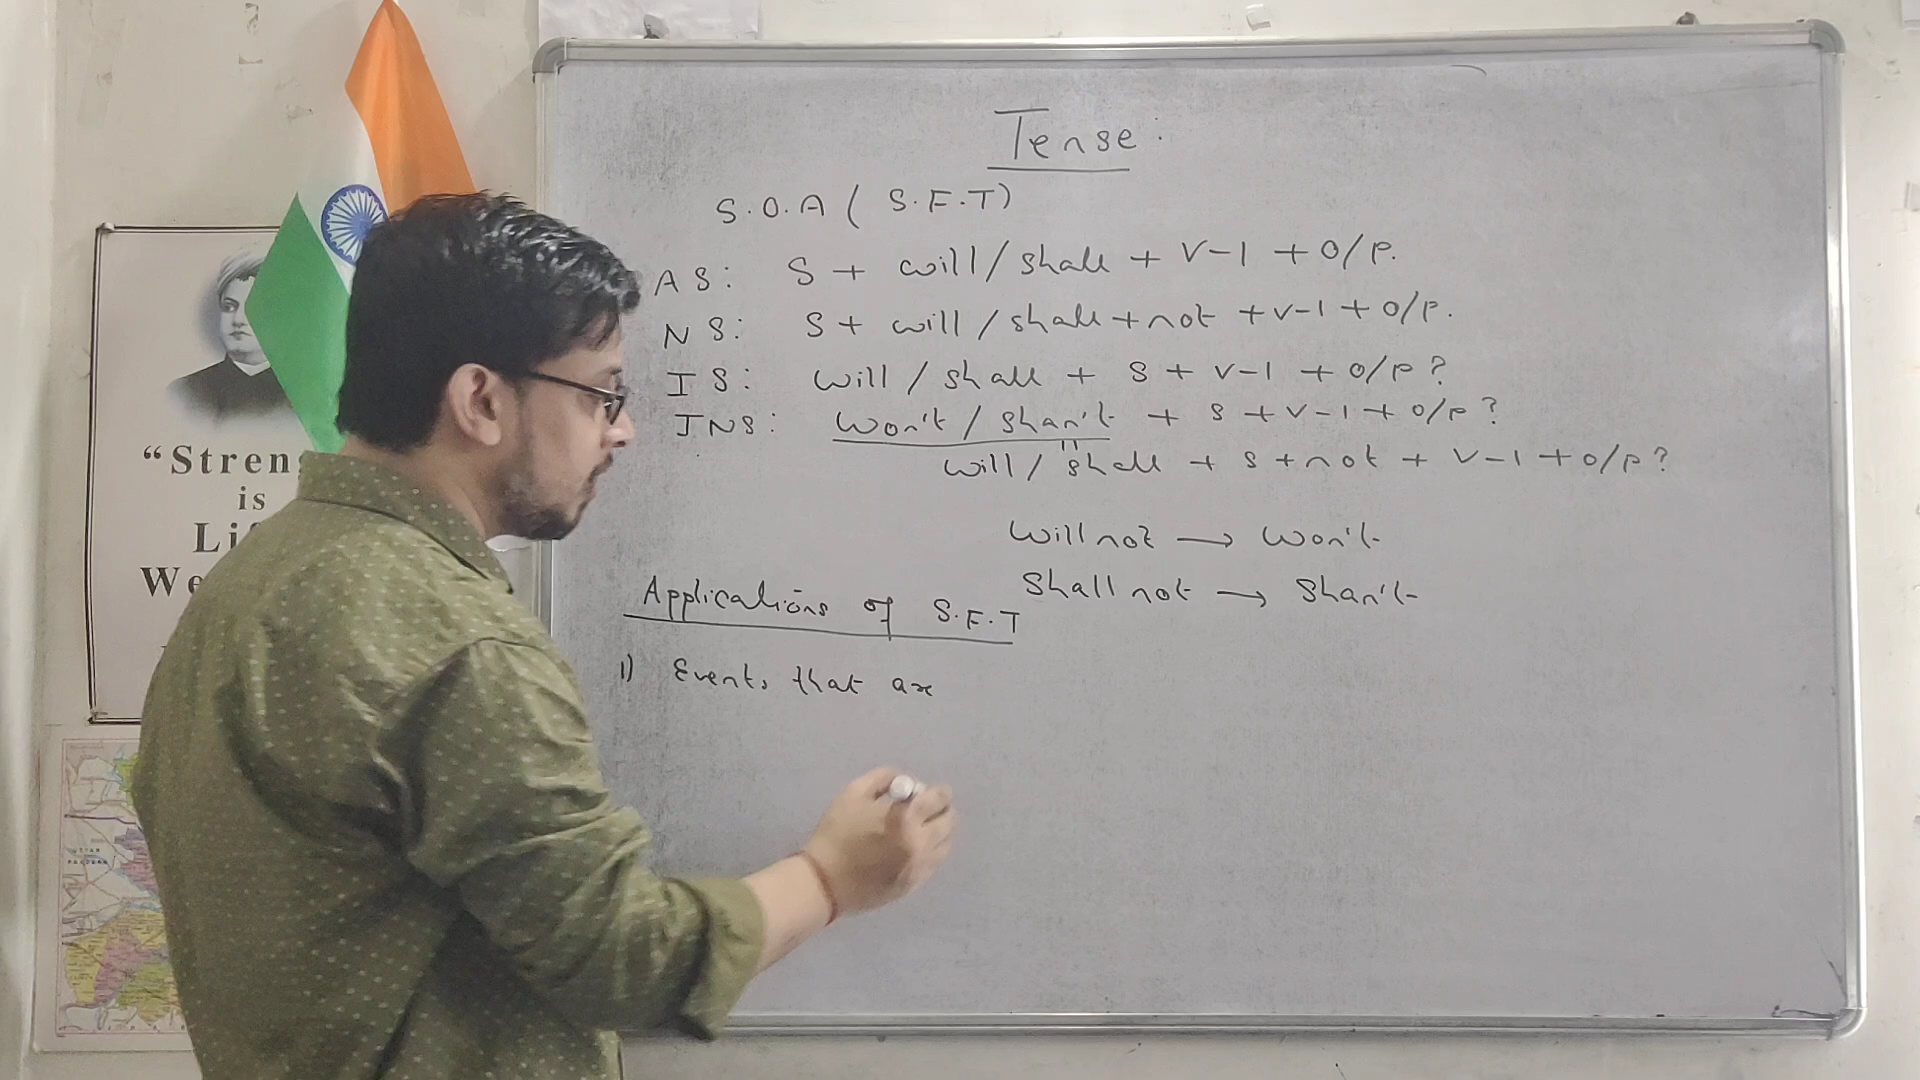 Tense:
S.O.A ( S.F.T)
AS: S + will/shall + V-1 + O/P.
NS: S + will/shall + not + v-1 + o/p.
IS: will/shall + S + v-1 + o/p?
INS: won't / shan't + S + v-1 + o/p?
will/shall + S + not + v-1 + o/p?
will not → won't
Shall not → Shan't
Applications of S.F.T
1) Events that are
"Stren
is
Li
We